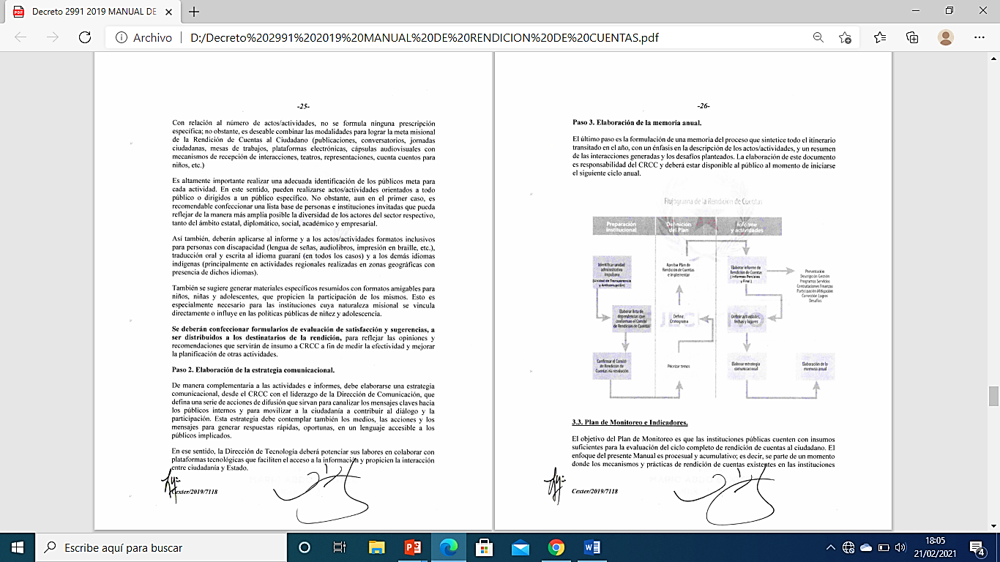 Decreto 2991 2019 MANUAL DE
Archivo
D:/Decreto%202991%202019%20MANUAL%20DE%20RENDICION%20DE%20CUENTAS.pdf
-25-
Con relación al número de actos/actividades, no se formula ninguna prescripción
específica; no obstante, es deseable combinar las modalidades para lograr la meta misional
de la Rendición de Cuentas al Ciudadano (publicaciones, conversatorios, jornadas
ciudadanas, mesas de trabajos, plataformas electrónicas, cápsulas audiovisuales con
mecanismos de recepción de interacciones, teatros, representaciones, cuenta cuentos para
niños, etc.)
Es altamente importante realizar una adecuada identificación de los públicos meta para
cada actividad. En este sentido, pueden realizarse actos/actividades orientados a todo
público o dirigidos a un público específico. No obstante, aun en el primer caso, es
recomendable confeccionar una lista base de personas e instituciones invitadas que pueda
reflejar de la manera más amplia posible la diversidad de los actores del sector respectivo,
tanto del ámbito estatal, diplomático, social, académico y empresarial.
Así también, deberán aplicarse al informe y a los actos/actividades formatos inclusivos
para personas con discapacidad (lengua de señas, audiolibros, impresión en braille, etc.),
traducción oral y escrita al idioma guaraní (en todos los casos) y a los demás idiomas
indígenas (principalmente en actividades regionales realizadas en zonas geográficas con
presencia de dichos idiomas).
También se sugiere generar materiales específicos resumidos con formatos amigables para
niños, niñas y adolescentes, que propicien la participación de los mismos. Esto es
especialmente necesario para las instituciones cuya naturaleza misional se vincula
directamente o influye en las políticas públicas de niñez y adolescencia.
Se deberán confeccionar formularios de evaluación de satisfacción y sugerencias, a
ser distribuidos a los destinatarios de la rendición, para reflejar las opiniones y
recomendaciones que servirán de insumo a CRCC a fin de medir la efectividad y mejorar
la planificación de otras actividades.
Paso 2. Elaboración de la estrategia comunicacional.
De manera complementaria a las actividades e informes, debe elaborarse una estrategia
comunicacional, desde el CRCC con el liderazgo de la Dirección de Comunicación, que
defina una serie de acciones de difusión que sirvan para canalizar los mensajes claves hacia
los públicos internos y para movilizar a la ciudadanía a contribuir al diálogo y la
participación. Esta estrategia debe contemplar también los medios, las acciones y los
mensajes para generar respuestas rápidas, oportunas, en un lenguaje accesible a los
públicos implicados.
En ese sentido, la Dirección de Tecnología deberá potenciar sus labores en colaborar con
plataformas tecnológicas que faciliten el acceso a la información y propicien la interacción
entre ciudadanía y Estado.
Cexter/2019/7118
-26-
Paso 3. Elaboración de la memoria anual.
El último paso es la formulación de una memoria del proceso que sintetice todo el itinerario
transitado en el año, con un énfasis en la descripción de los actos/actividades, y un resumen
de las interacciones generadas y los desafíos planteados. La elaboración de este documento
es responsabilidad del CRCC y deberá estar disponible al público al momento de iniciarse
el siguiente ciclo anual.
Flujograma de la Rendición de Cuentas
Preparación
institucional
Definición
del Plan
Informe
y actividades
Identificar unidad
administrativa
impulsora
(Unidad de Transparencia
y Anticorrupción)
Elaborar lista de
dependencias que
conforman el Comité
de Rendición de Cuentas
Confirmar el Comité
de Rendición de
Cuentas vía resolución
Aprobar Plan de
Rendición de Cuentas
e implementar
Definir
Cronograma
Priorizar temas
Elaborar informe de
Rendición de Cuentas
( Informes Parciales
y Final )
Definir actividades,
fechas y lugares
Elaborar estrategia
comunicacional
Presentación
Descripción Gestión
Programas Servicios
Contrataciones Finanzas
Participación Mitigación
Corrección Logros
Desafíos
Elaboración de la
memoria anual
3.3. Plan de Monitoreo e Indicadores.
El objetivo del Plan de Monitoreo es que las instituciones públicas cuenten con insumos
suficientes para la evaluación del ciclo completo de rendición de cuentas al ciudadano. El
enfoque del presente Manual es procesual y acumulativo; es decir, se parte de un momento
donde los mecanismos y prácticas de rendición de cuentas existentes en las instituciones
Cexter/2019/7118
Escribe aquí para buscar
18:05
21/02/2021
4